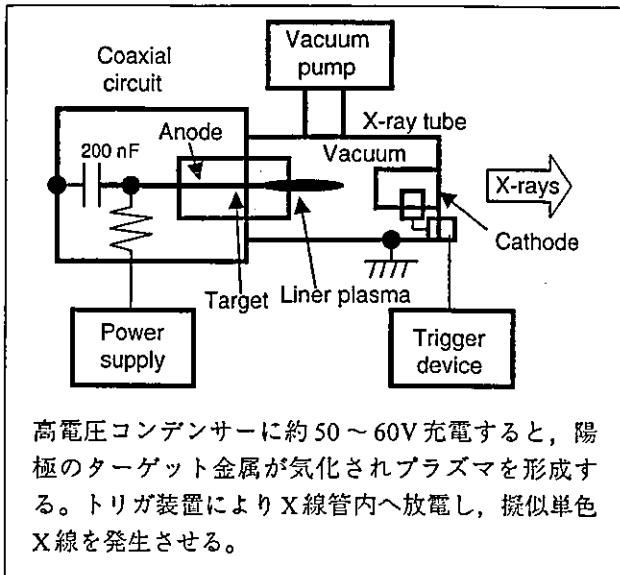 Coaxial
circuit
Vacuum
pump
X-ray tube
Anode
200 nF
Vacuum
X-rays
Cathode
Target
Liner plasma
Power
supply
Trigger
device
高電圧コンデンサーに約50～60V充電すると，陽
極のターゲット金属が気化されプラズマを形成す
る。トリガ装置によりX線管内へ放電し，擬似単色
X線を発生させる。